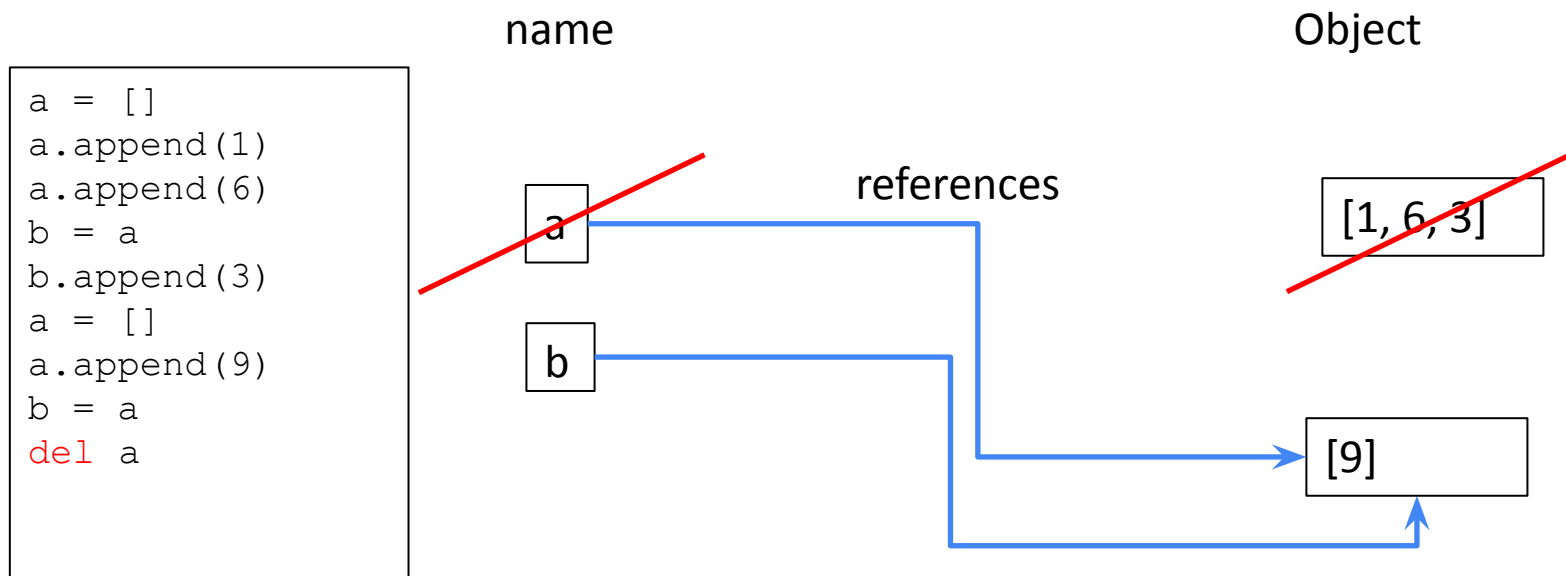 name
Object
a = []
a.append(1)
a.append(6)
b = a
b.append(3)
a = []
a.append(9)
b = a
del a
a
references
[1, 6, 3]
b
[9]